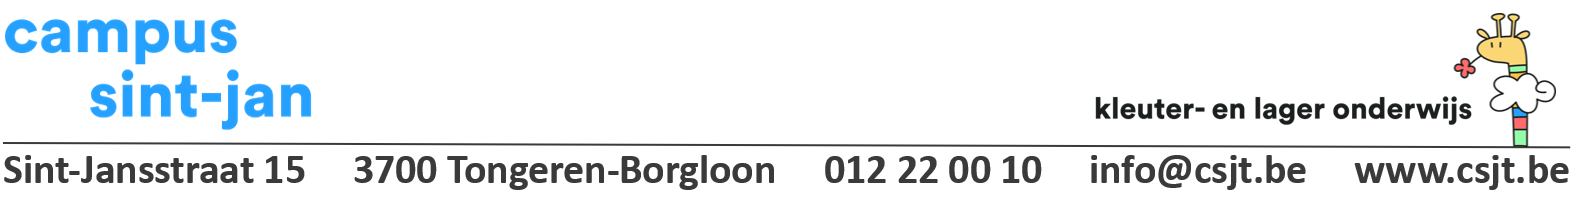 campus
sint-jan
kleuter- en lager onderwijs
Sint-Jansstraat 15 3700 Tongeren-Borgloon 012 22 00 10 info@csjt.be www.csjt.be